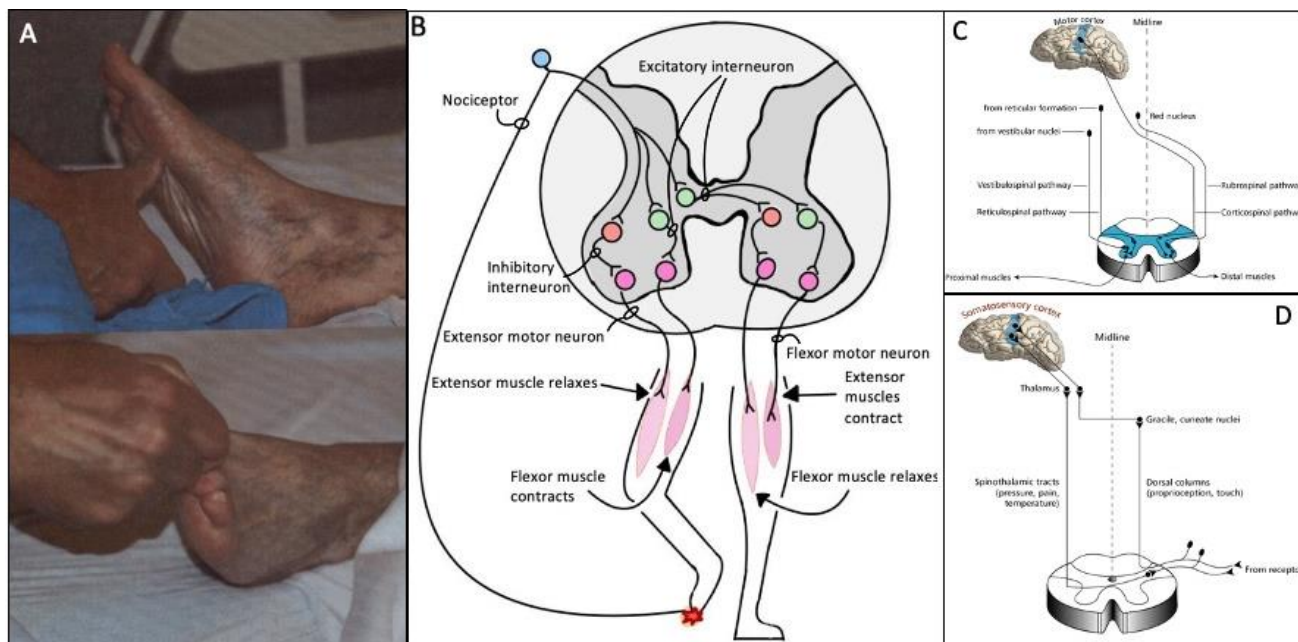 A
B
Excitatory interneuron
Nociceptor
Inhibitory
interneuron
Extensor motor neuron
Extensor muscle relaxes
Flexor muscle
contracts
Flexor motor neuron
Extensor
muscles
contract
Flexor muscle relaxes
C
Motor cortex
Midline
from reticular formation
Red nucleus
from vestibular nuclei
Vestibulospinal pathway
Rubrospinal pathw
Reticulospinal pathway
Corticospinal pathw
Proximal muscles
Distal muscles
D
Somatosensory cortex
Midline
Thalamus
Gracile, cuneate nuclei
Spinothalamic tracts
(pressure, pain,
temperature)
Dorsal columns
(proprioception, touch)
From recepto